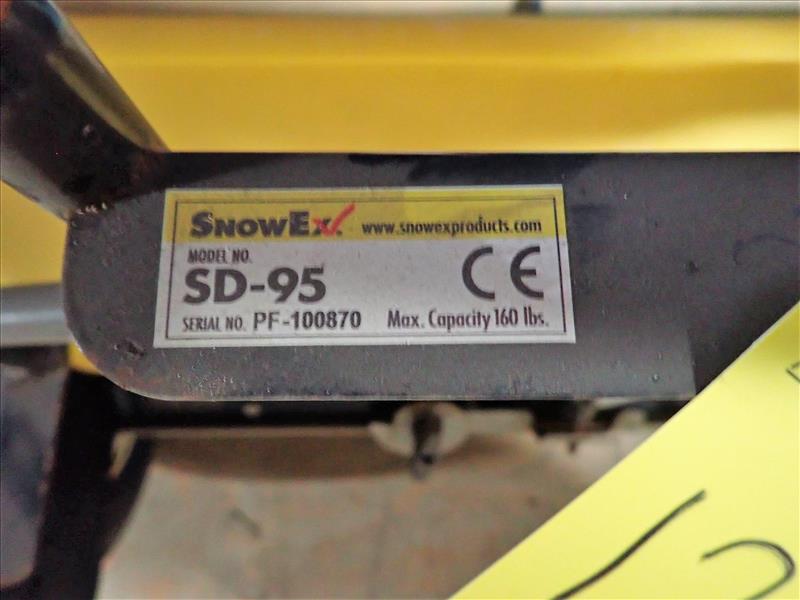 SNOWEX. www.snowexproducts.com
MODEL NO.
SD-95 CE
SERIAL NO. PF-100870 Max. Capacity 160 lbs.